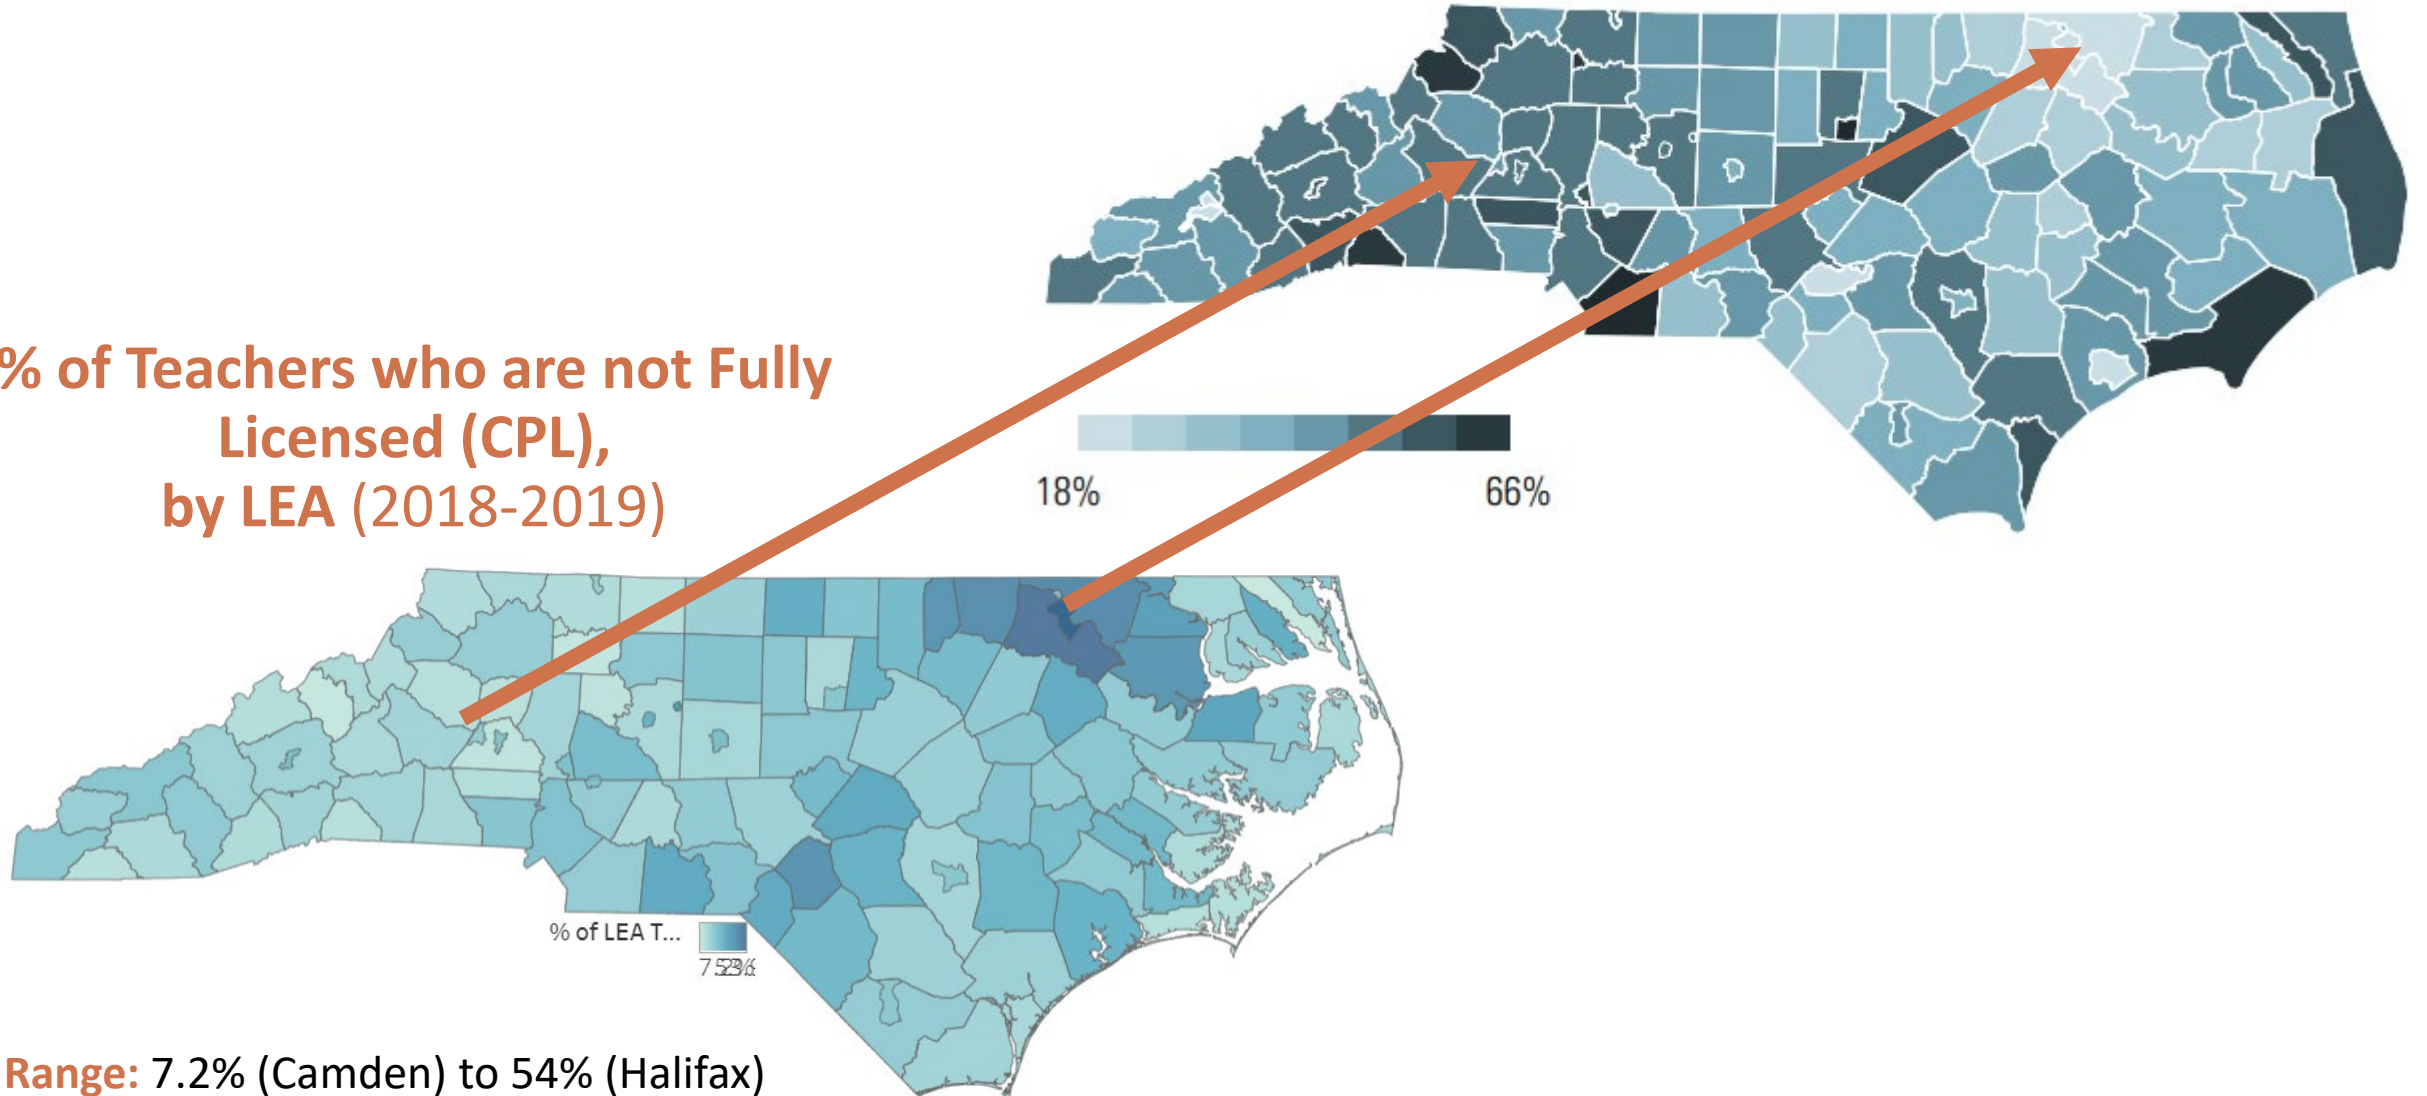 % of Teachers who are not Fully
Licensed (CPL),
by LEA (2018-2019)
18%
66%
% of LEA T...
Range: 7.2% (Camden) to 54% (Halifax)